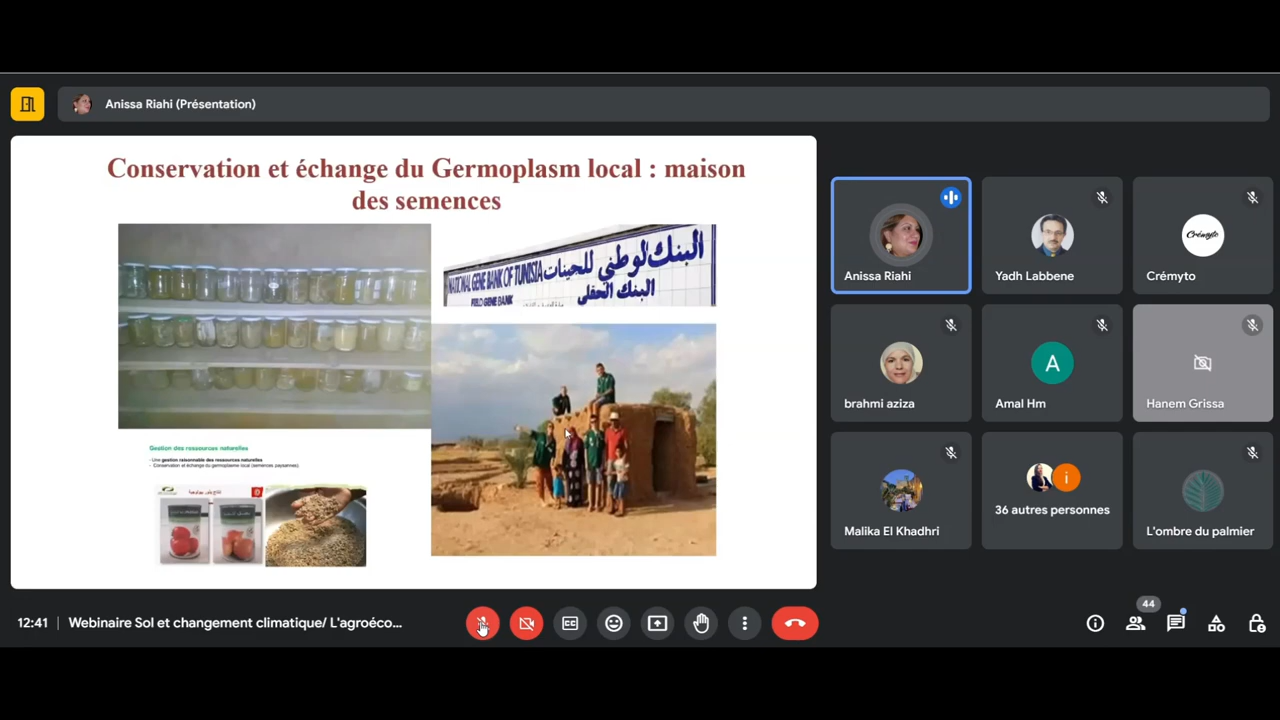 Anissa Riahi (Présentation)
Conservation et échange du Germoplasm local : maison
des semences
البنك الوطني للجينات
NATIONAL GENE BANK OF TUNISIA
البنك الحقلي
FIELD GENE BANK
Gestion des ressources naturelles
- Une gestion raisonnable des ressources naturelles
- Conservation et échange du germoplasme local (semences paysannes)
Anissa Riahi
Yadh Labbene
Crémyto
Crémyto
brahmi aziza
A
Amal Hm
Hanem Grissa
Malika El Khadhri
i
36 autres personnes
L'ombre du palmier
12:41
Webinaire Sol et changement climatique/ L'agroéco...
44